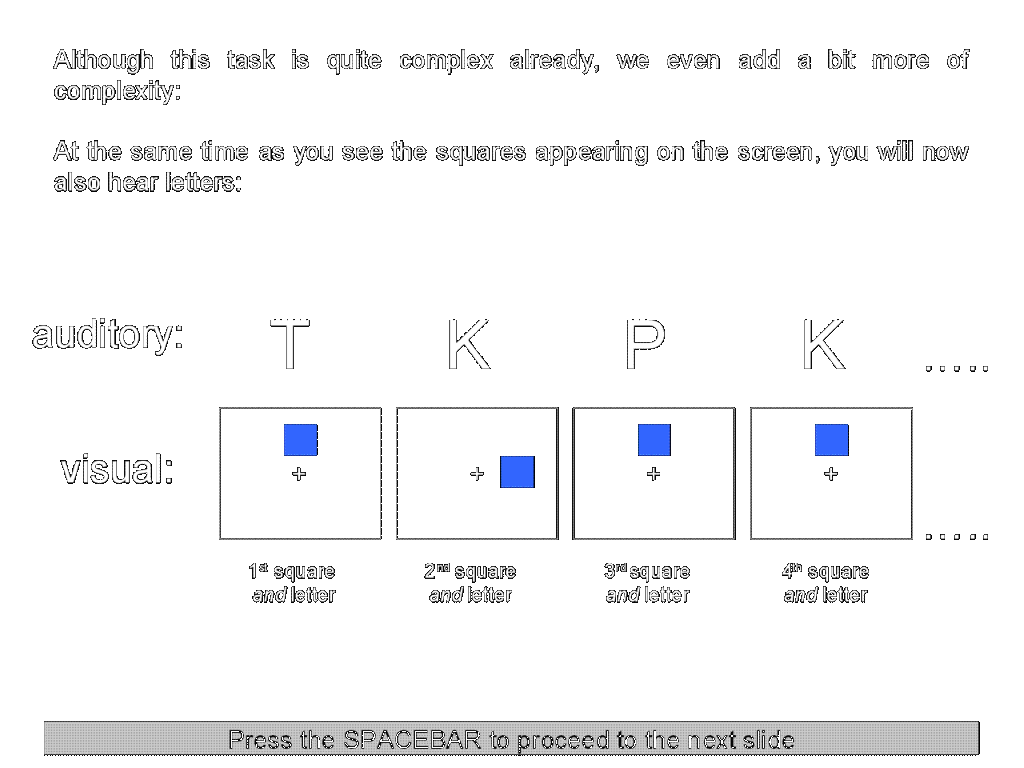 Although this task is quite complex already, we even add a bit more of
complexity:
At the same time as you see the squares appearing on the screen, you will now
also hear letters:
auditory: T K P K .....
visual: + + + + .....
1st square 2nd square 3rd square 4th square
and letter and letter and letter and letter
Press the SPACEBAR to proceed to the next slide